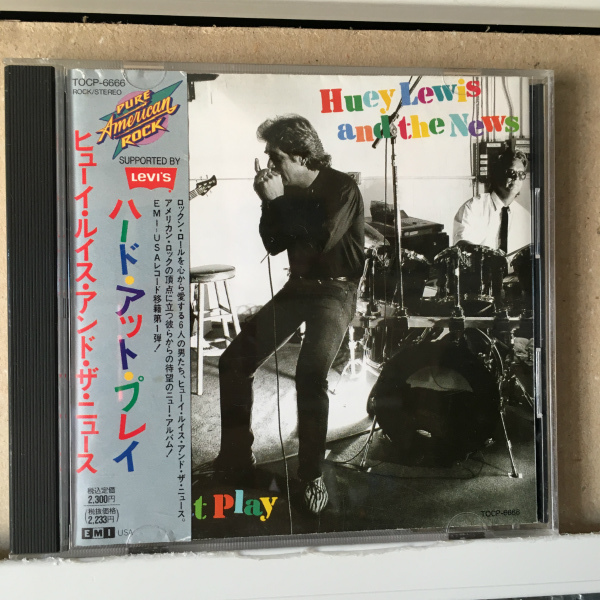 TOCP-6666
ROCK/STEREO
PURE
American
ROCK
SUPPORTED BY
LEVI'S
ハード・アット・プレイ
ヒューイ・ルイス・アンド・ザ・ニュース
ロックン・ロールを心から愛する6人の男たち、ヒューイ・ルイス・アンド・ザ・ニュース。
アメリカン・ロックの頂点に立つ彼らからの待望のニュー・アルバム!
EMI-USAレコード移籍第1弾!
税込定価
2,300円
税抜価格
2,233円
EMI USA
Huey Lewis
and the News
t Play
TOCP-6666